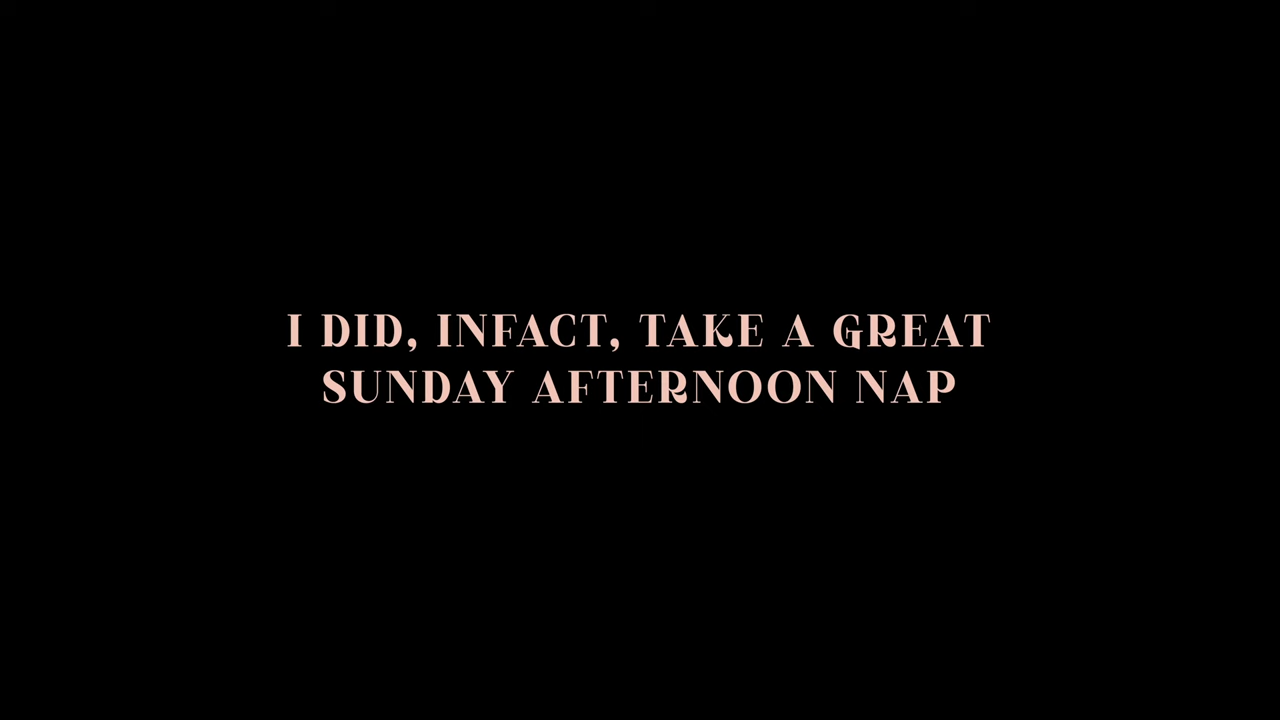 I DID, INFACT, TAKE A GREAT
SUNDAY AFTERNOON NAP